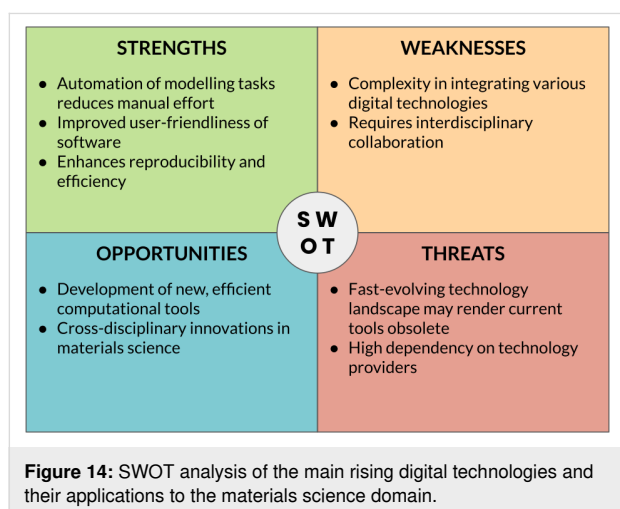 STRENGTHS
● Automation of modelling tasks
reduces manual effort
● Improved user-friendliness of
software
● Enhances reproducibility and
efficiency
WEAKNESSES
● Complexity in integrating various
digital technologies
● Requires interdisciplinary
collaboration
S W
O T
OPPORTUNITIES
● Development of new, efficient
computational tools
● Cross-disciplinary innovations in
materials science
THREATS
● Fast-evolving technology
landscape may render current
tools obsolete
● High dependency on technology
providers
Figure 14: SWOT analysis of the main rising digital technologies and
their applications to the materials science domain.